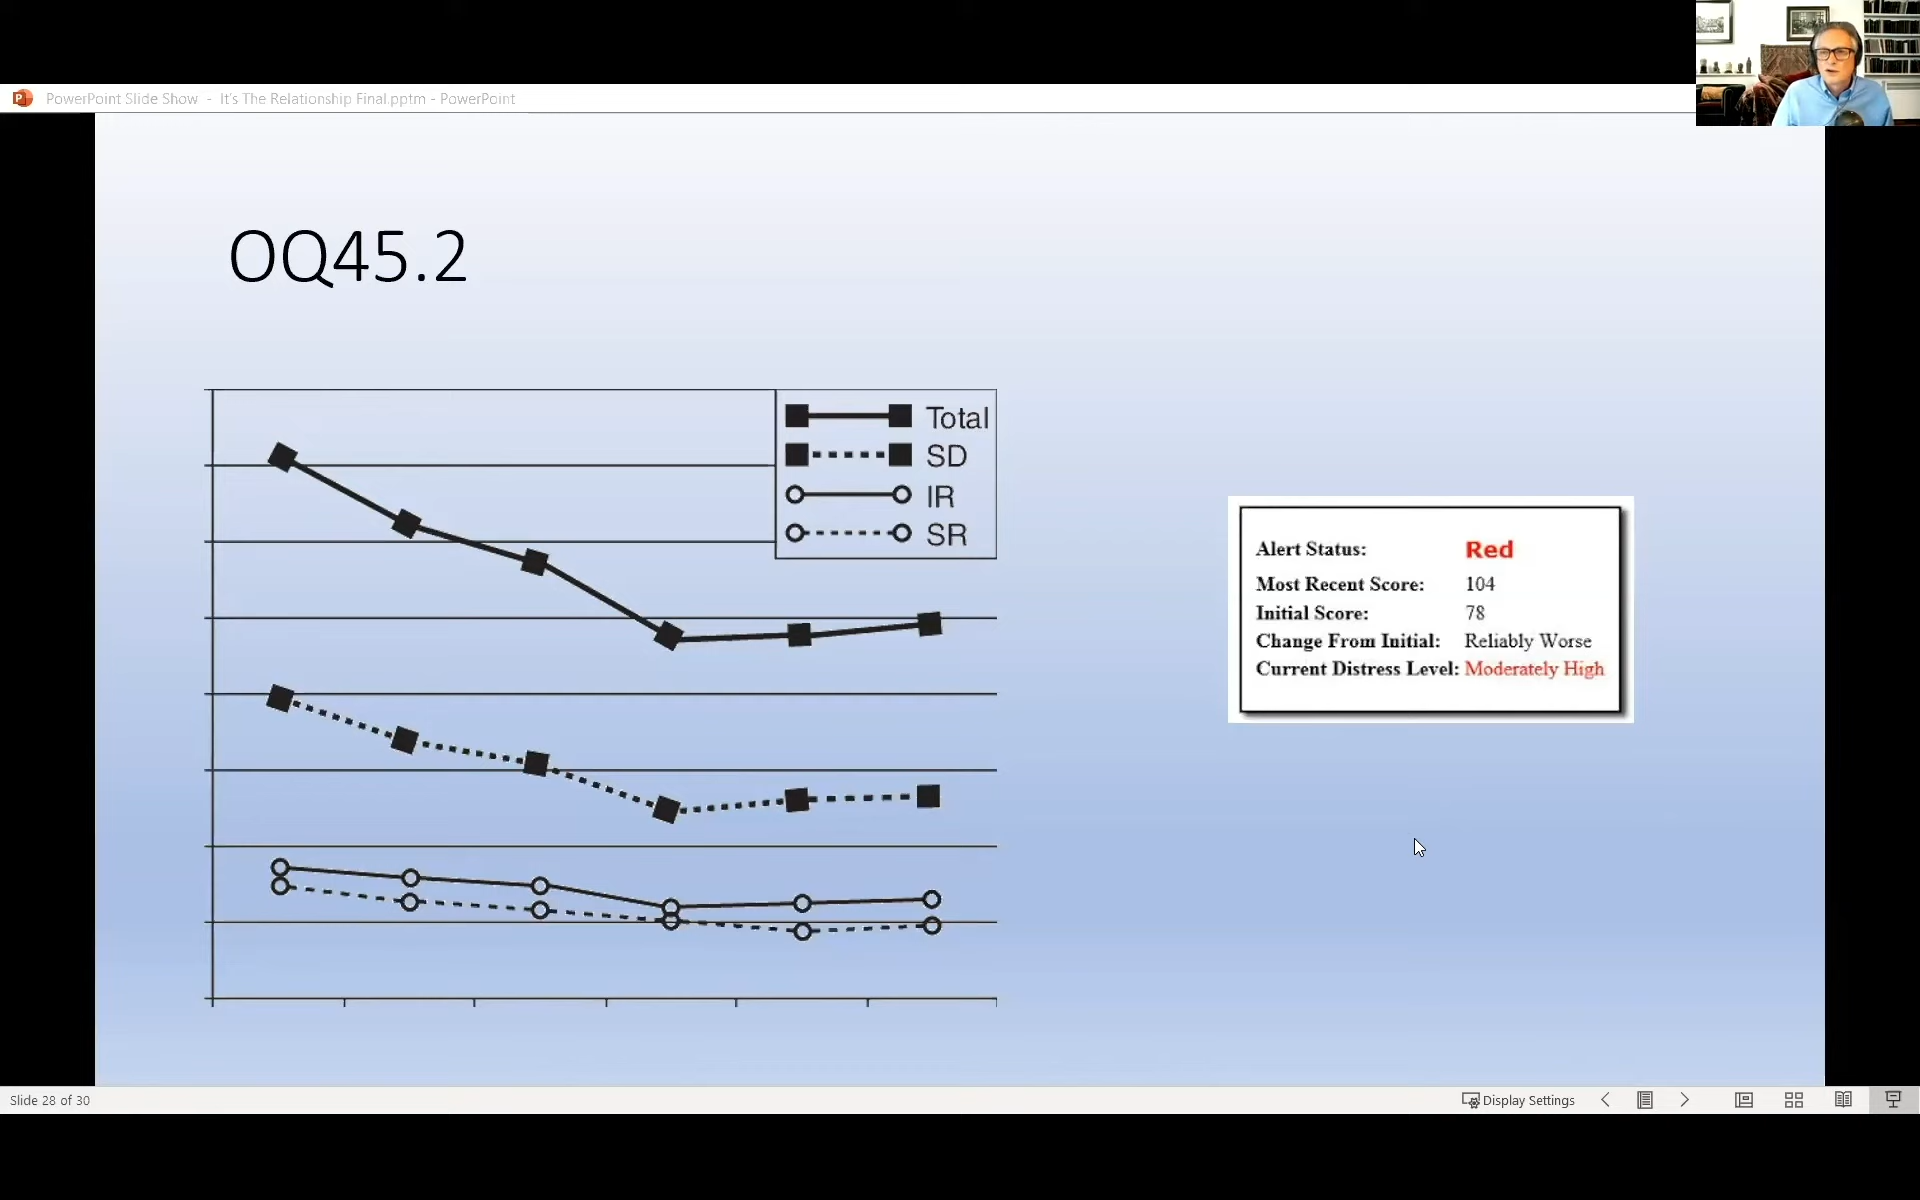 PowerPoint Slide Show - It's The Relationship Final.pptm - PowerPoint
OQ45.2
Total
SD
IR
SR
Alert Status: Red
Most Recent Score: 104
Initial Score: 78
Change From Initial: Reliably Worse
Current Distress Level: Moderately High
Slide 28 of 30
Display Settings